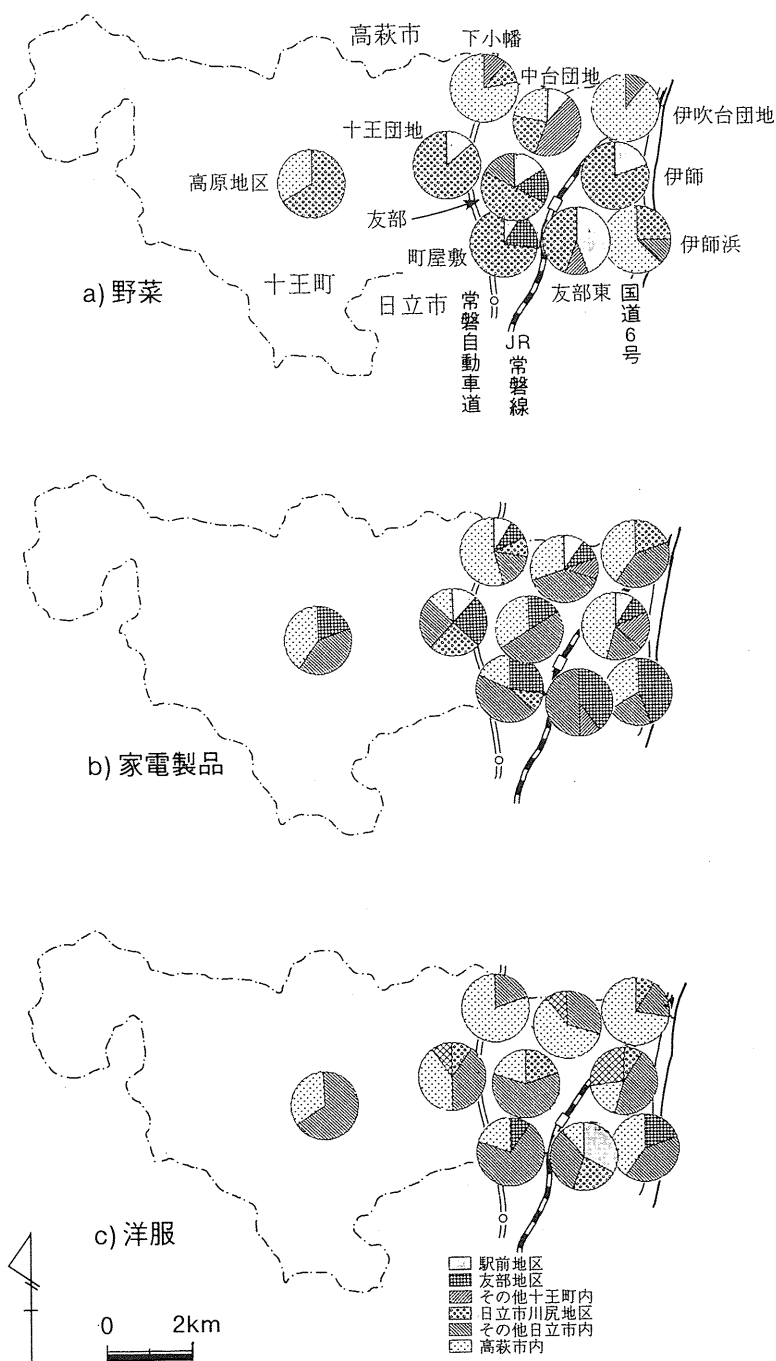 高萩市
下小幡
中台団地
伊吹台団地
十王団地
高原地区
伊師
友部
町屋敷
伊師浜
十王町
a) 野菜
日立市
友部東
常磐自動車道
JR常磐線
国道6号
b) 家電製品
c) 洋服
駅前地区
友部地区
その他十王町内
日立市川尻地区
その他日立市内
高萩市内
0 2km